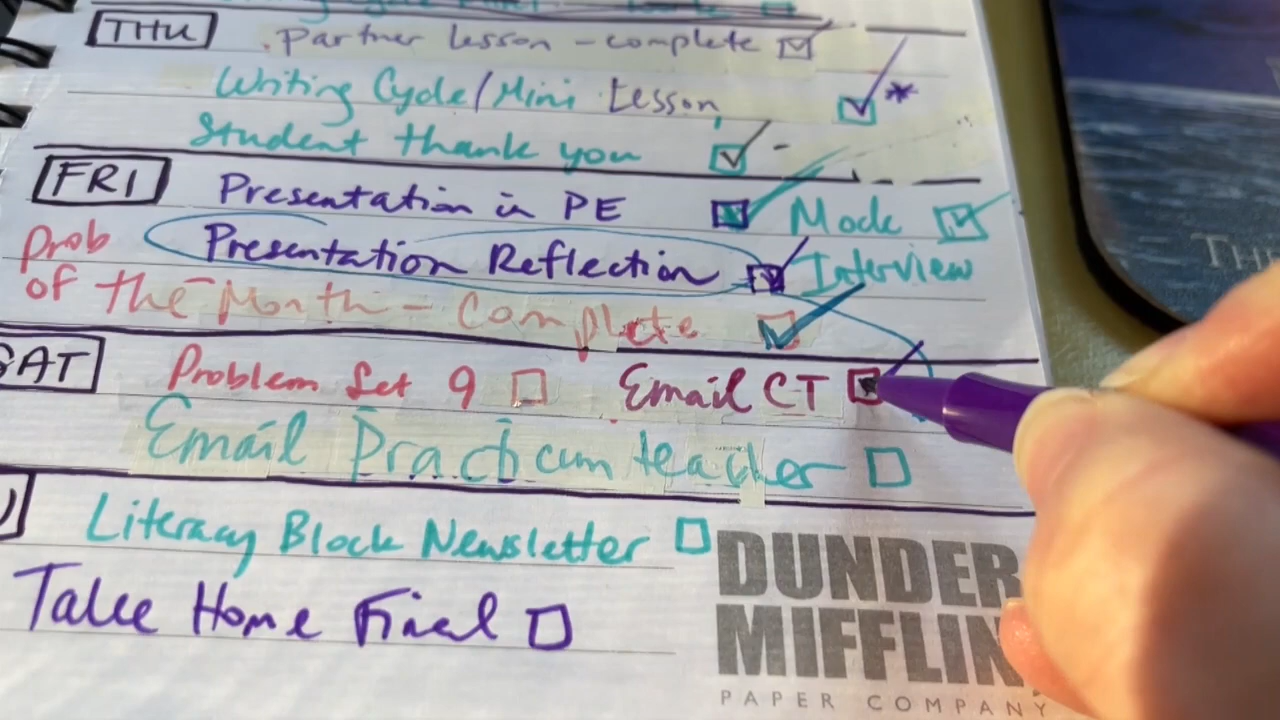 THU Partner Lesson - complete
Writing Cycle/Mini Lesson *
Student thank you -
FRI Presentation in PE Mock
Prob Presentation Reflection Interview
of the Month - Complete
SAT Problem Set 9 Email CT
Email Practicum teacher
Literacy Block Newsletter
Take Home Final
DUNDER
MIFFLIN,
PAPER COMPANY